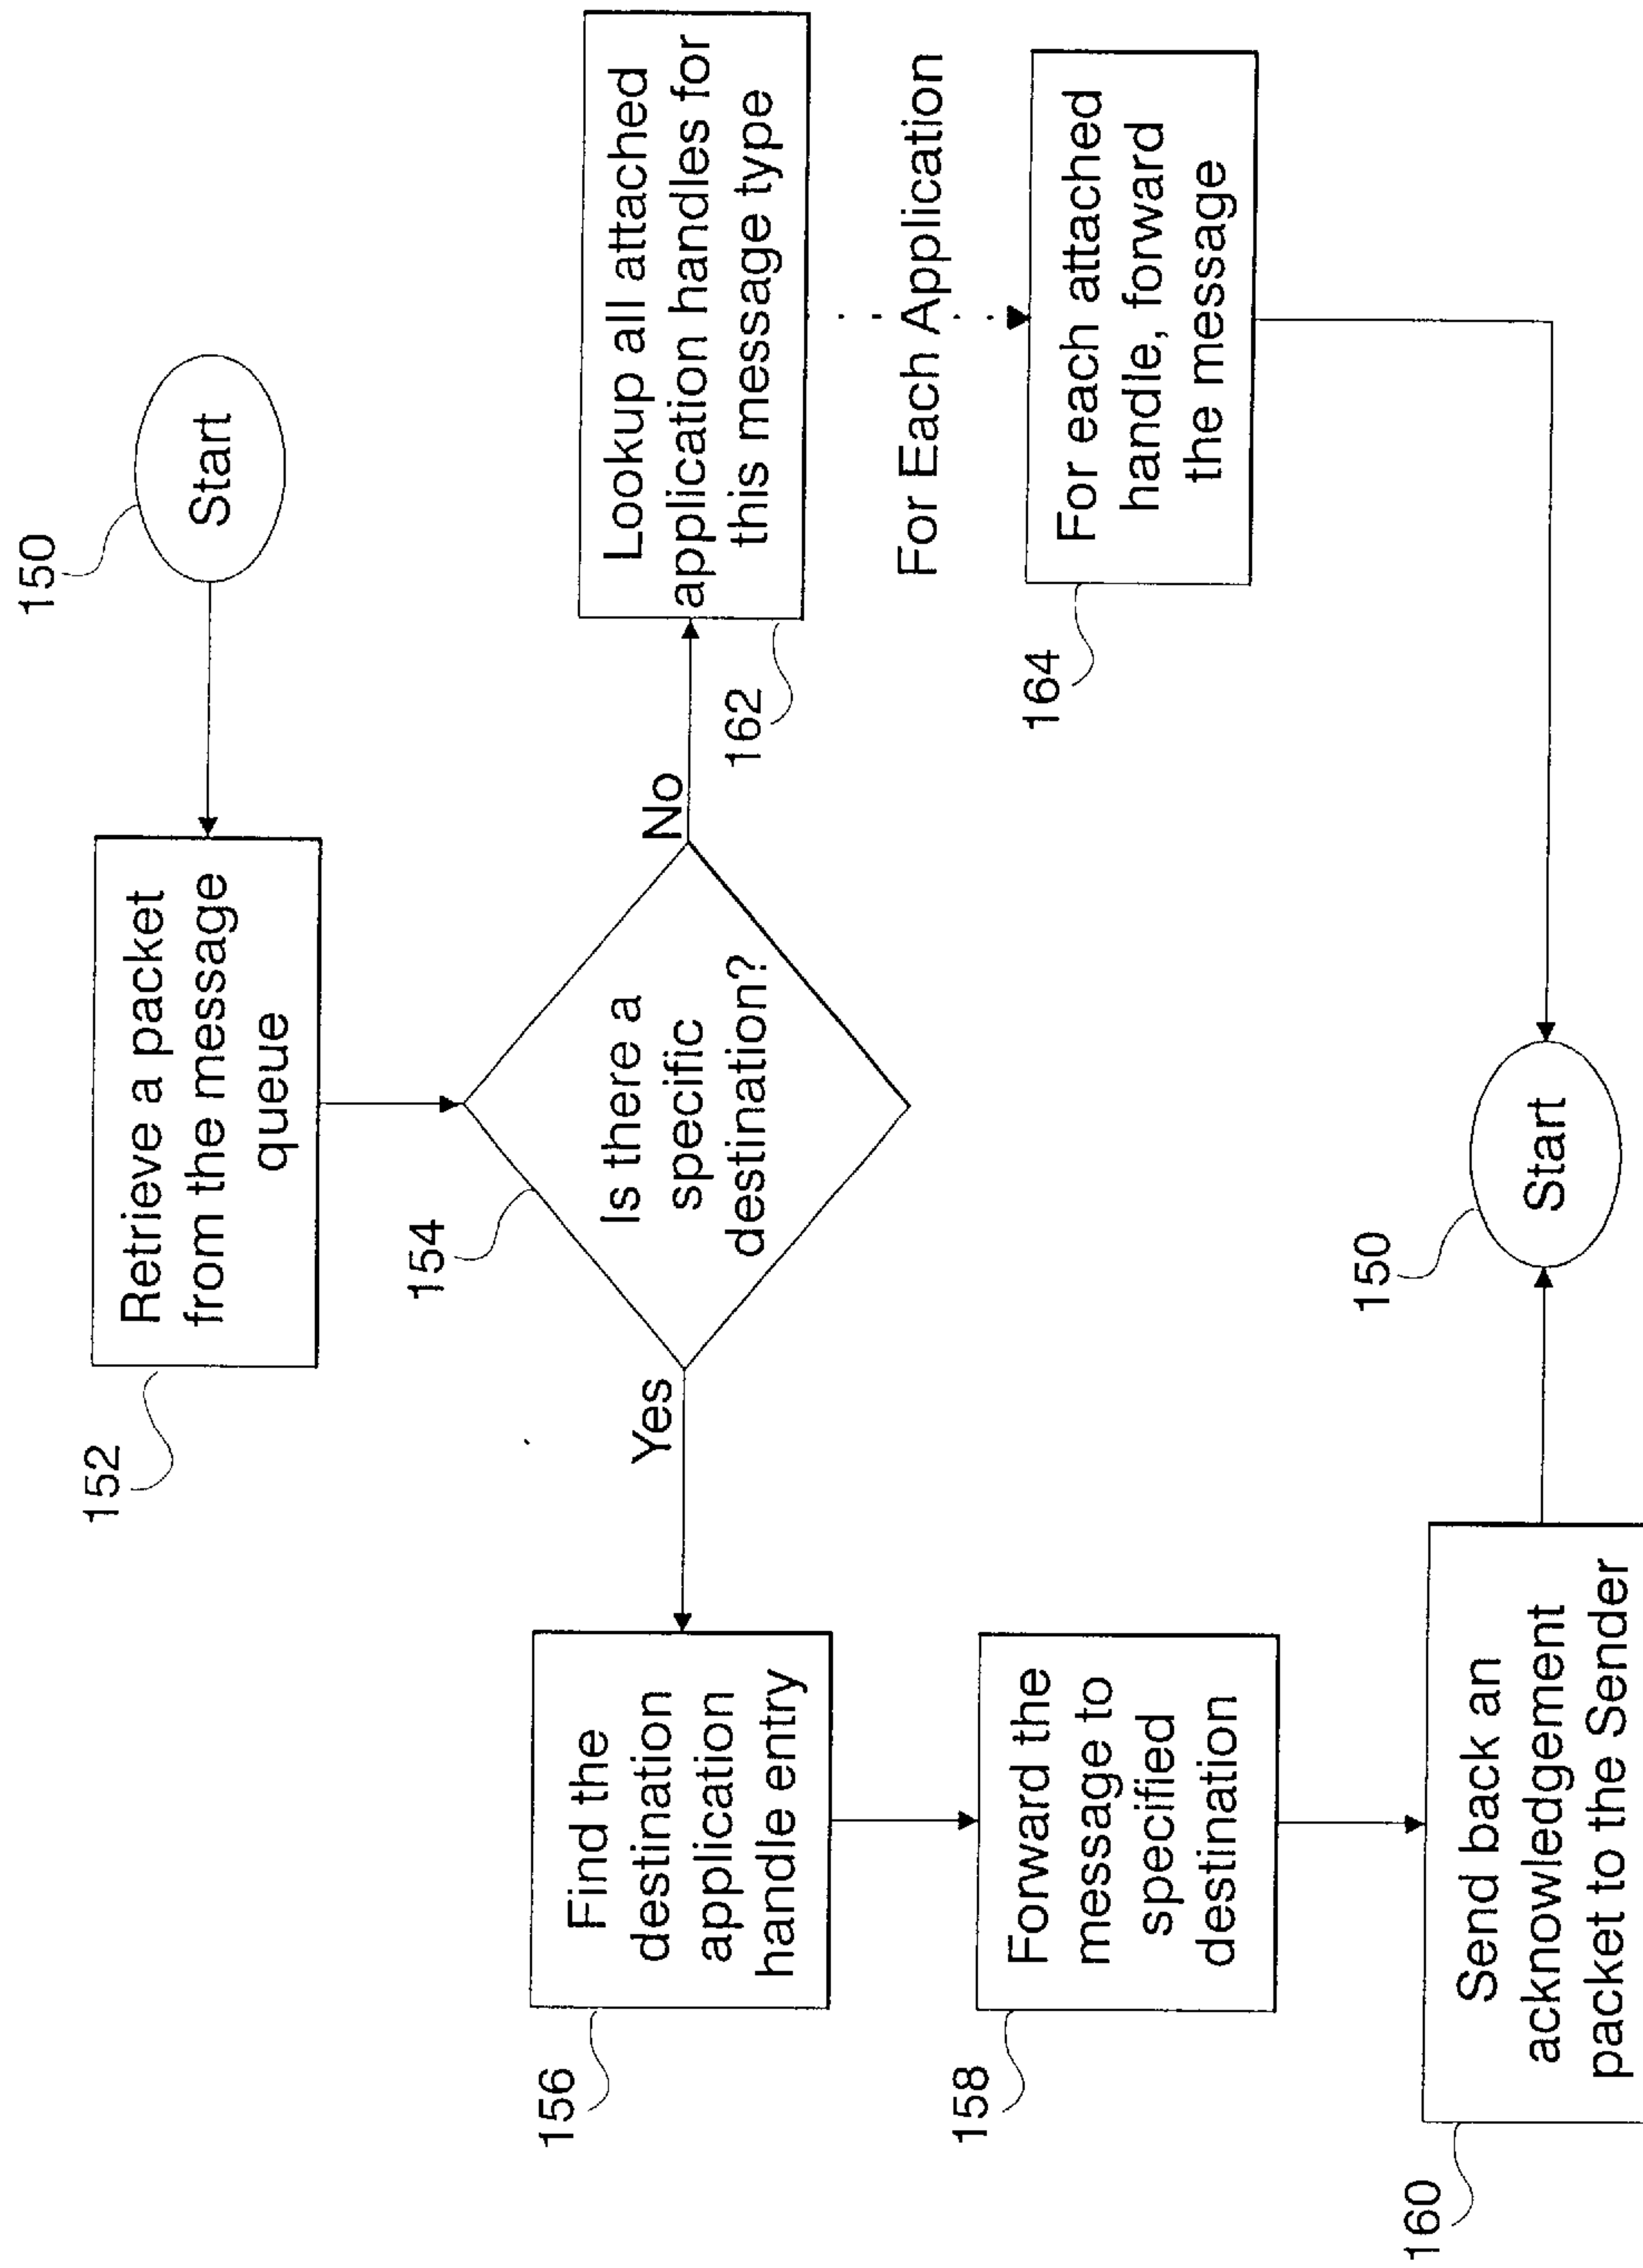 150
Start
152
Retrieve a packet
from the message
queue
154
Is there a
specific
destination?
Yes
No
156
Find the
destination
application
handle entry
162
Lookup all attached
application handles for
this message type
For Each Application
158
Forward the
message to
specified
destination
164
For each attached
handle, forward
the message
160
Send back an
acknowledgement
packet to the Sender
150
Start